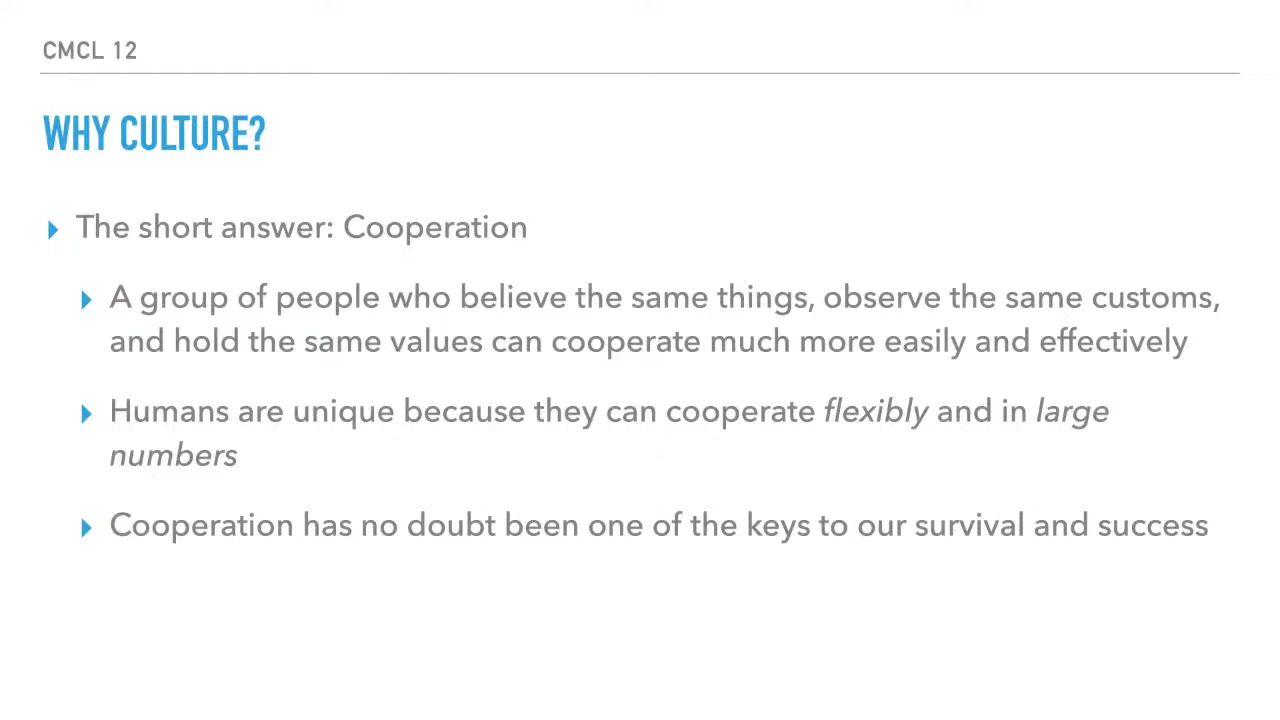 CMCL 12
WHY CULTURE?
▸ The short answer: Cooperation
▸ A group of people who believe the same things, observe the same customs,
and hold the same values can cooperate much more easily and effectively
▸ Humans are unique because they can cooperate flexibly and in large
numbers
▸ Cooperation has no doubt been one of the keys to our survival and success